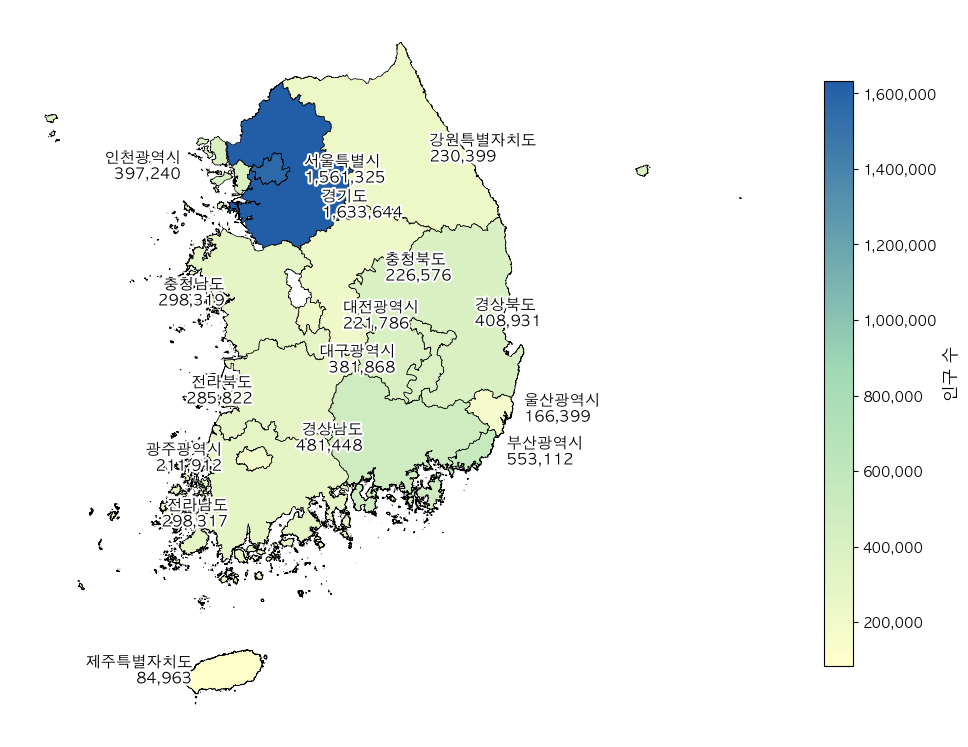 강원특별자치도
230,399
인천광역시
397,240
서울특별시
1,561,325
경기도
1,633,644
충청북도
226,576
충청남도
298,319
대전광역시
221,786
경상북도
408,931
대구광역시
381,868
전라북도
285,822
울산광역시
166,399
경상남도
481,448
부산광역시
553,112
광주광역시
211,912
전라남도
298,317
제주특별자치도
84,963
1,600,000
1,400,000
1,200,000
1,000,000
800,000
600,000
400,000
200,000
인구 수